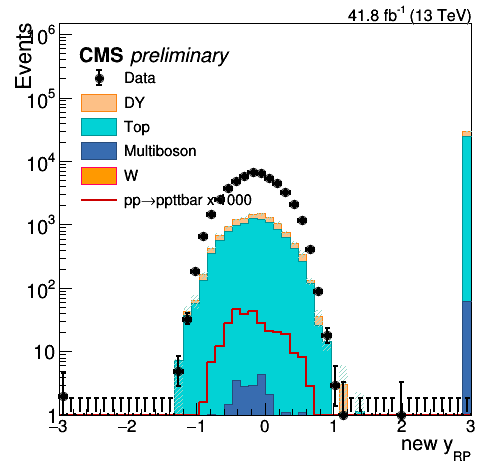 41.8 fb⁻¹ (13 TeV)
Events
CMS preliminary
Data
DY
Top
Multiboson
W
pp→ppttbar x 1000
10⁶
10⁵
10⁴
10³
10²
10
1
−3 −2 −1 0 1 2 3
new y_RP